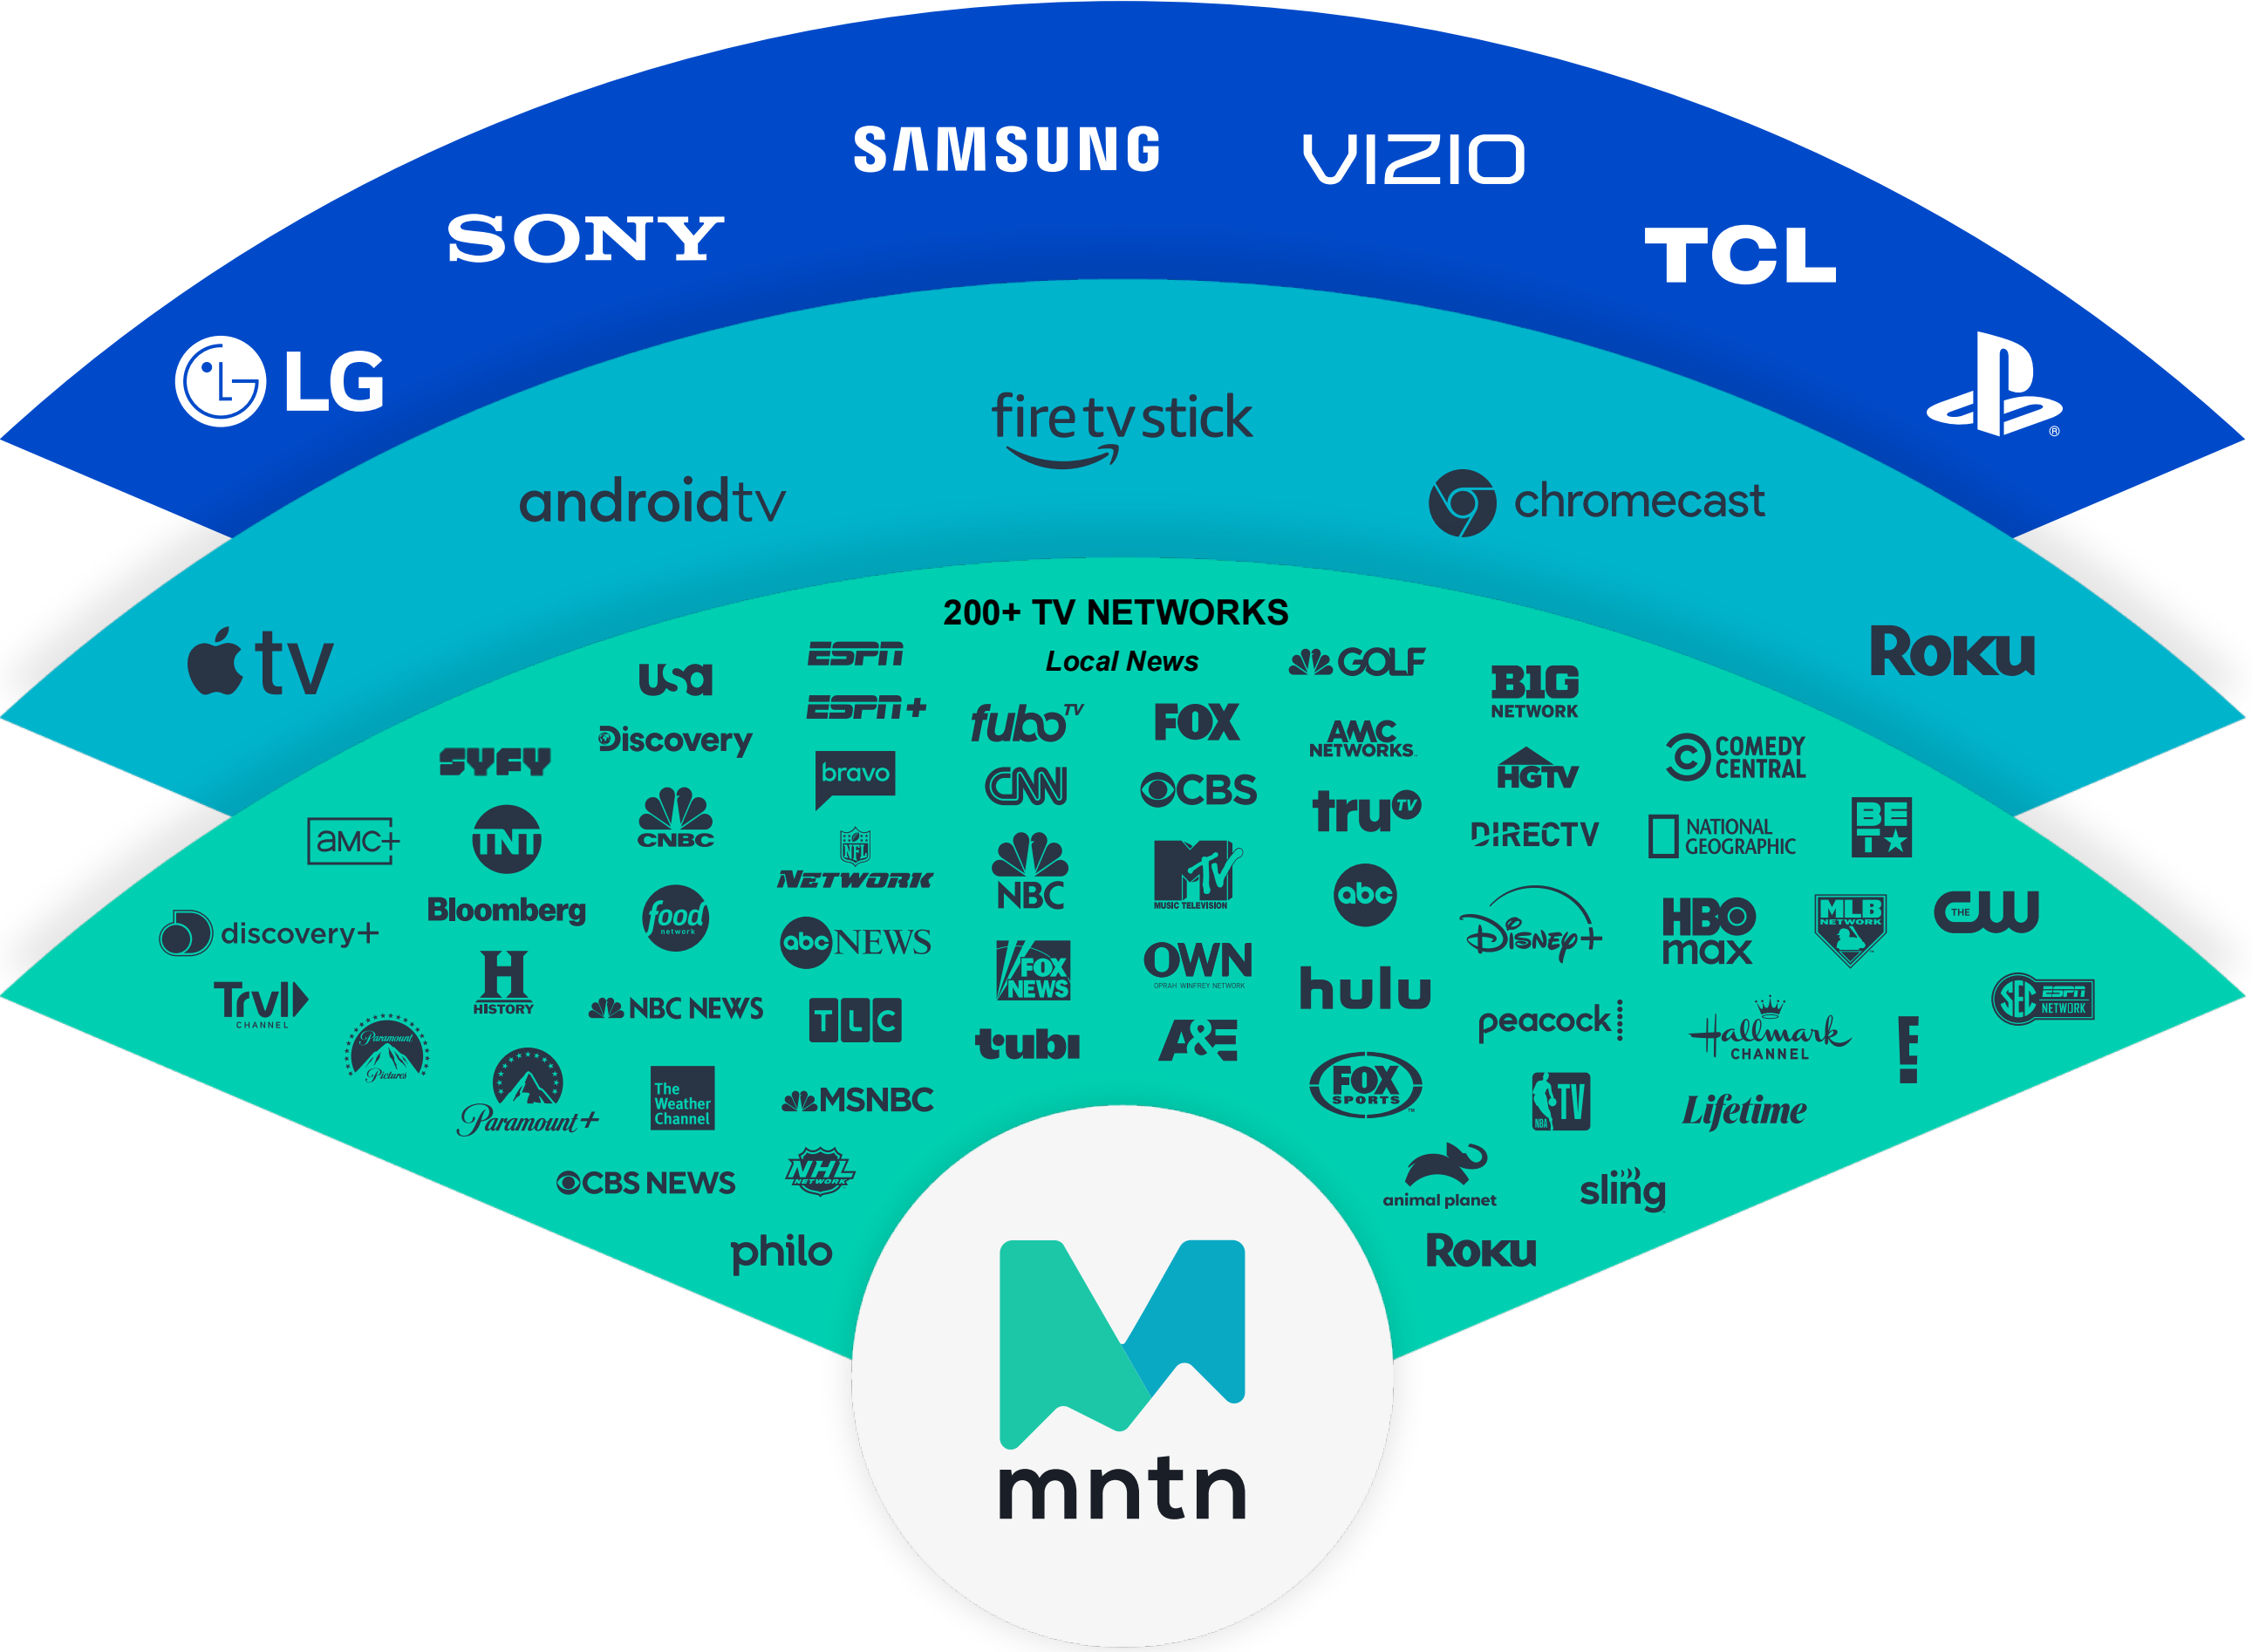 SAMSUNG
VIZIO
SONY
TCL
LG
®
fire tv stick
androidtv
chromecast
tv
ROKU
200+ TV NETWORKS
Local News
usa
ESPN
GOLF
BIG
NETWORK
ESPN+
fubo TV
FOX
Discovery
AMC
NETWORKS
SYFY
bravo
CNN
CBS
HGTV
COMEDY
CENTRAL
amc+
TNT
CNBC
NFL
NETWORK
NBC
MTV
MUSIC TELEVISION
truTV
DIRECTV
NATIONAL
GEOGRAPHIC
BET
Bloomberg
food
network
abc NEWS
abc
Disney+
HBO
max
MLB
NETWORK
THE CW
discovery+
H
HISTORY
FOX
NEWS
OWN
OPRAH WINFREY NETWORK
hulu
SEC ESPN
NETWORK
Trvl
CHANNEL
NBC NEWS
TLC
tubi
A&E
peacock
Hallmark
CHANNEL
E!
Paramount
Pictures
Paramount+
The
Weather
Channel
MSNBC
FOX
SPORTS
™
NBA
TV
Lifetime
CBS NEWS
NHL
NETWORK
animal planet
sling
philo
ROKU
mntn